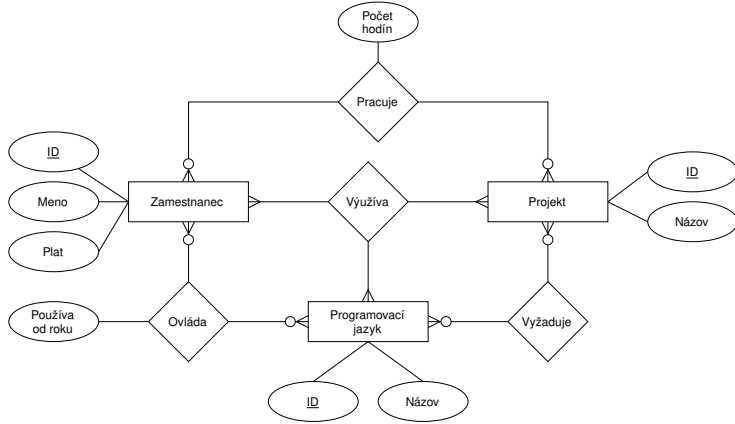 Počet
hodín
Pracuje
ID
Meno
Plat
Zamestnanec
Výužíva
Projekt
ID
Názov
Používa
od roku
Ovláda
Programovací
jazyk
Vyžaduje
ID
Názov